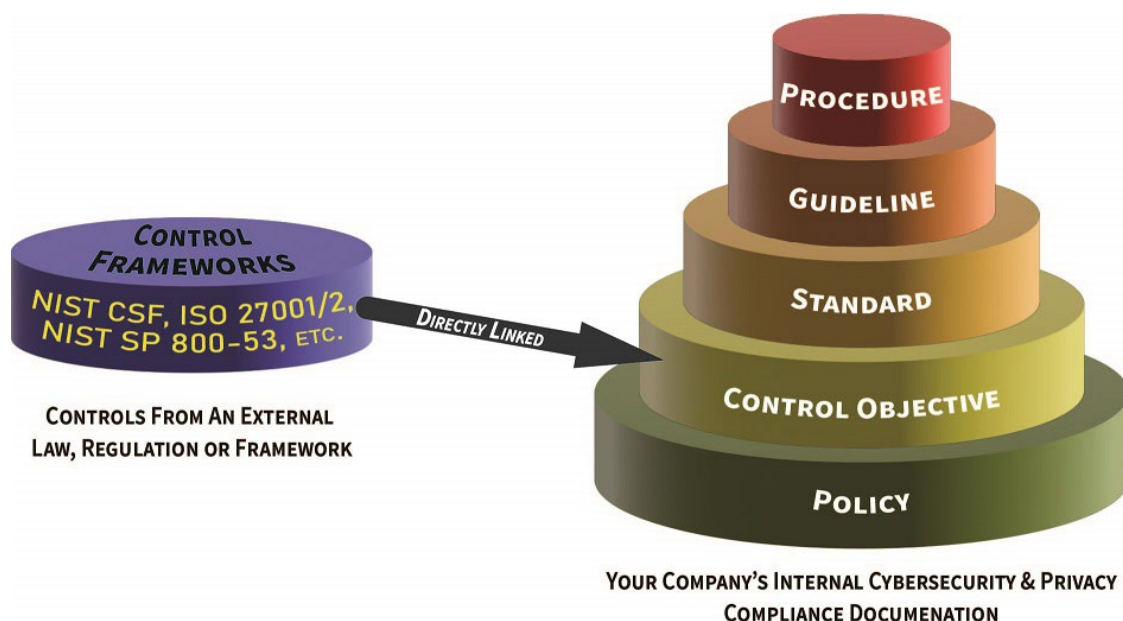 CONTROL
FRAMEWORKS
NIST CSF, ISO 27001/2,
NIST SP 800-53, ETC.
CONTROLS FROM AN EXTERNAL
LAW, REGULATION OR FRAMEWORK
DIRECTLY LINKED
PROCEDURE
GUIDELINE
STANDARD
CONTROL OBJECTIVE
POLICY
YOUR COMPANY'S INTERNAL CYBERSECURITY & PRIVACY
COMPLIANCE DOCUMENATION